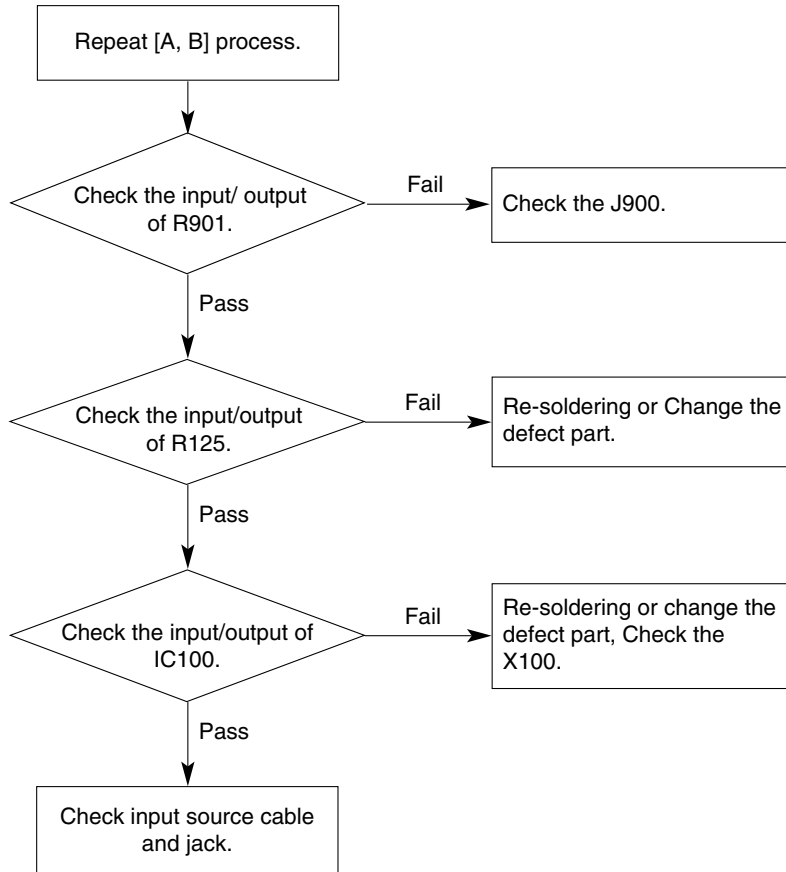 Repeat [A, B] process.
Check the input/ output
of R901.
Fail
Check the J900.
Pass
Check the input/output
of R125.
Fail
Re-soldering or Change the
defect part.
Pass
Check the input/output of
IC100.
Fail
Re-soldering or change the
defect part, Check the
X100.
Pass
Check input source cable
and jack.